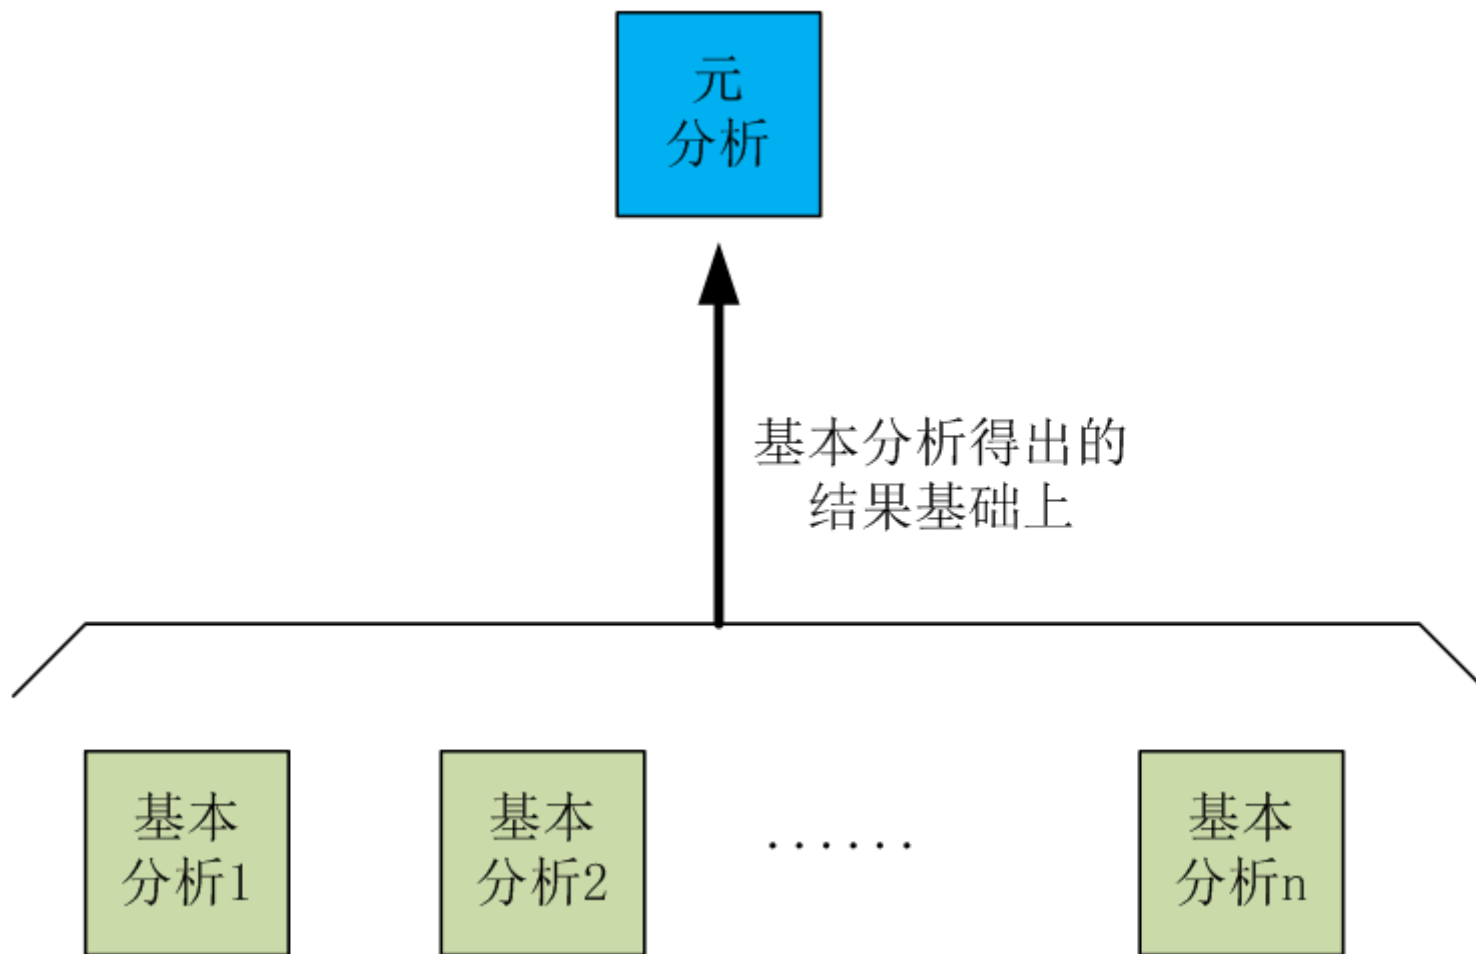 元
分析
基本分析得出的
结果基础上
基本
分析1
基本
分析2
......
基本
分析n